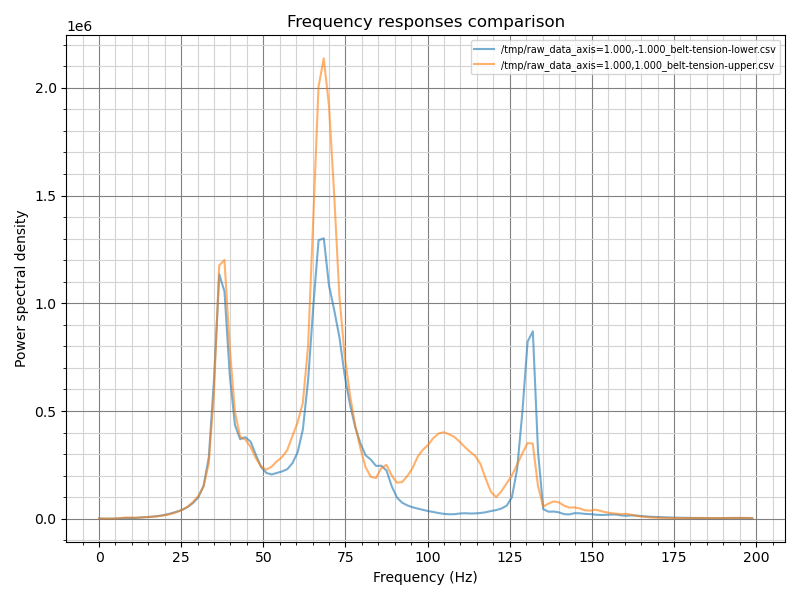 Frequency responses comparison
1e6
/tmp/raw_data_axis=1.000,-1.000_belt-tension-lower.csv
/tmp/raw_data_axis=1.000,1.000_belt-tension-upper.csv
2.0
1.5
1.0
0.5
0.0
Power spectral density
0 25 50 75 100 125 150 175 200
Frequency (Hz)